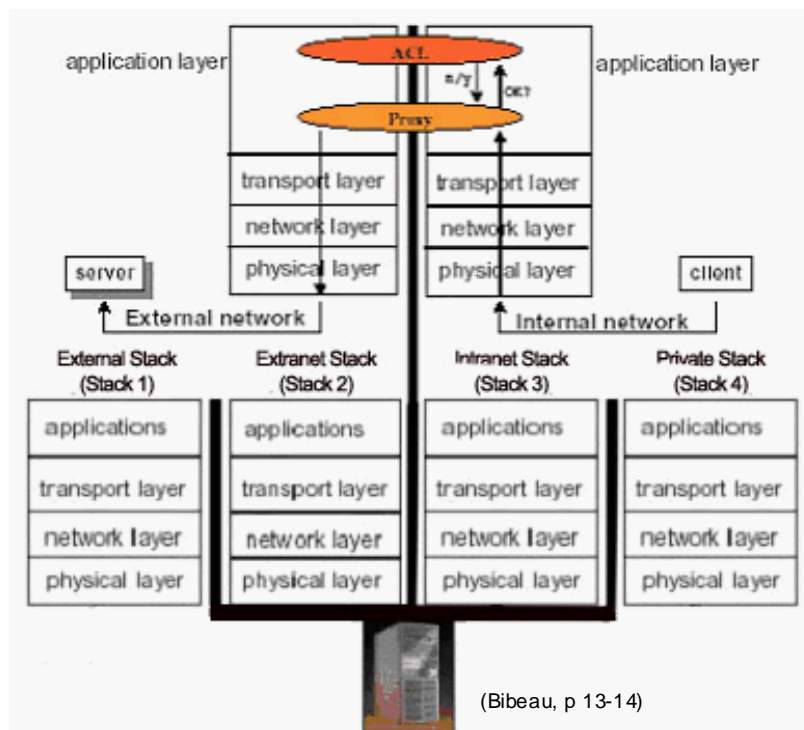 application layer
ACL
n/y
OK?
application layer
Proxy
transport layer
transport layer
network layer
network layer
physical layer
physical layer
server
client
External network
Internal network
External Stack
(Stack 1)
Extranet Stack
(Stack 2)
Intranet Stack
(Stack 3)
Private Stack
(Stack 4)
applications
applications
applications
applications
transport layer
transport layer
transport layer
transport layer
network layer
network layer
network layer
network layer
physical layer
physical layer
physical layer
physical layer
(Bibeau, p 13-14)